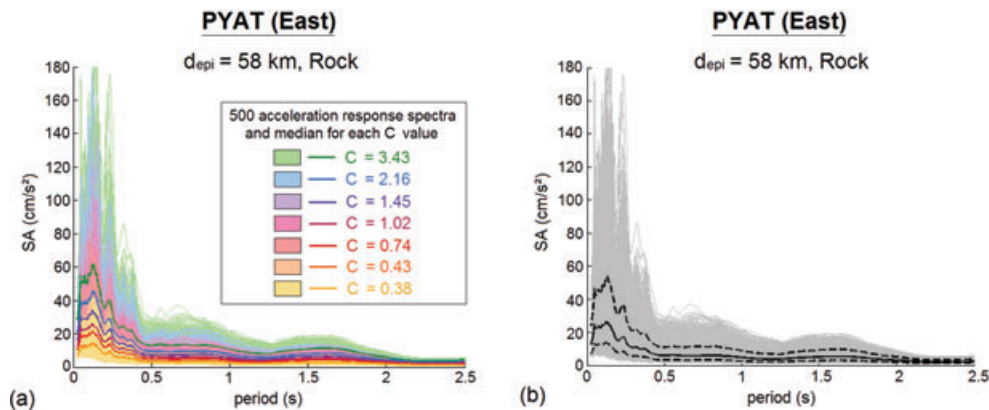 PYAT (East)
d_epi = 58 km, Rock
SA (cm/s²)
180
160
140
120
100
80
60
40
20
0
500 acceleration response spectra
and median for each C value
C = 3.43
C = 2.16
C = 1.45
C = 1.02
C = 0.74
C = 0.43
C = 0.38
0 0.5 1 1.5 2 2.5
period (s)
(a)
PYAT (East)
d_epi = 58 km, Rock
SA (cm/s²)
180
160
140
120
100
80
60
40
20
0
0 0.5 1 1.5 2 2.5
period (s)
(b)